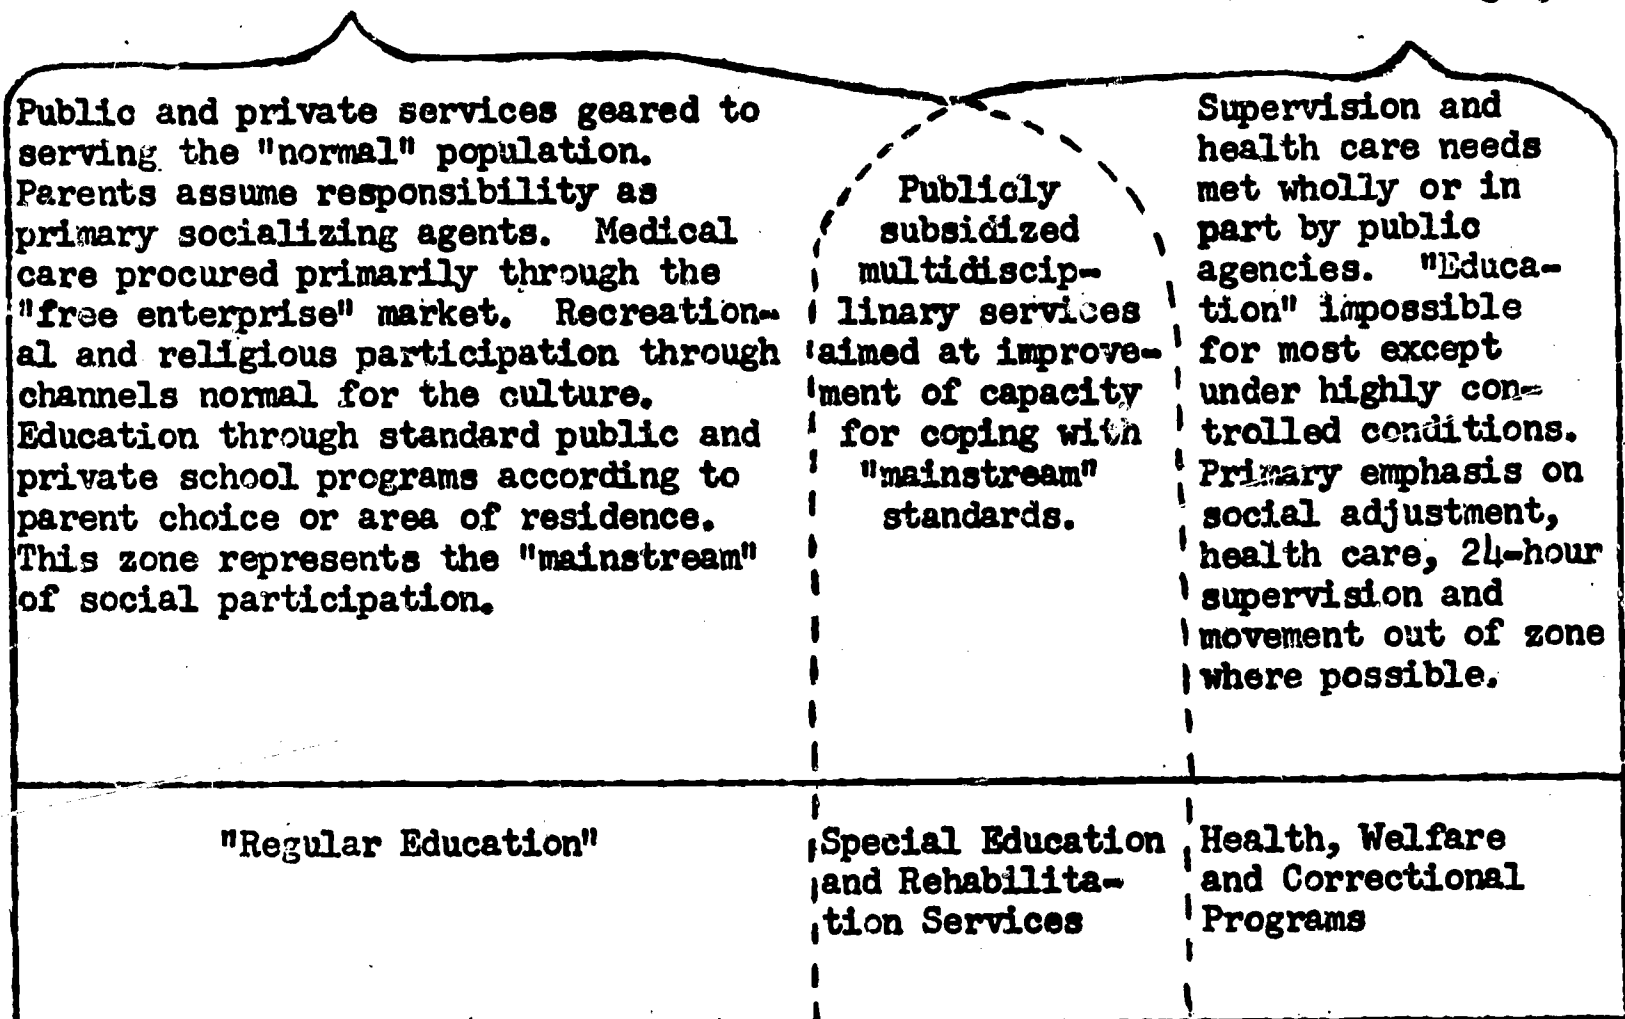 Public and private services geared to
serving the "normal" population.
Parents assume responsibility as
primary socializing agents.  Medical
care procured primarily through the
"free enterprise" market.  Recreation-
al and religious participation through
channels normal for the culture.
Education through standard public and
private school programs according to
parent choice or area of residence.
This zone represents the "mainstream"
of social participation.
Publicly
subsidized
multidiscip-
linary services
aimed at improve-
ment of capacity
for coping with
"mainstream"
standards.
Supervision and
health care needs
met wholly or in
part by public
agencies.  "Educa-
tion" impossible
for most except
under highly con-
trolled conditions.
Primary emphasis on
social adjustment,
health care, 24-hour
supervision and
movement out of zone
where possible.
"Regular Education"
Special Education
and Rehabilita-
tion Services
Health, Welfare
and Correctional
Programs